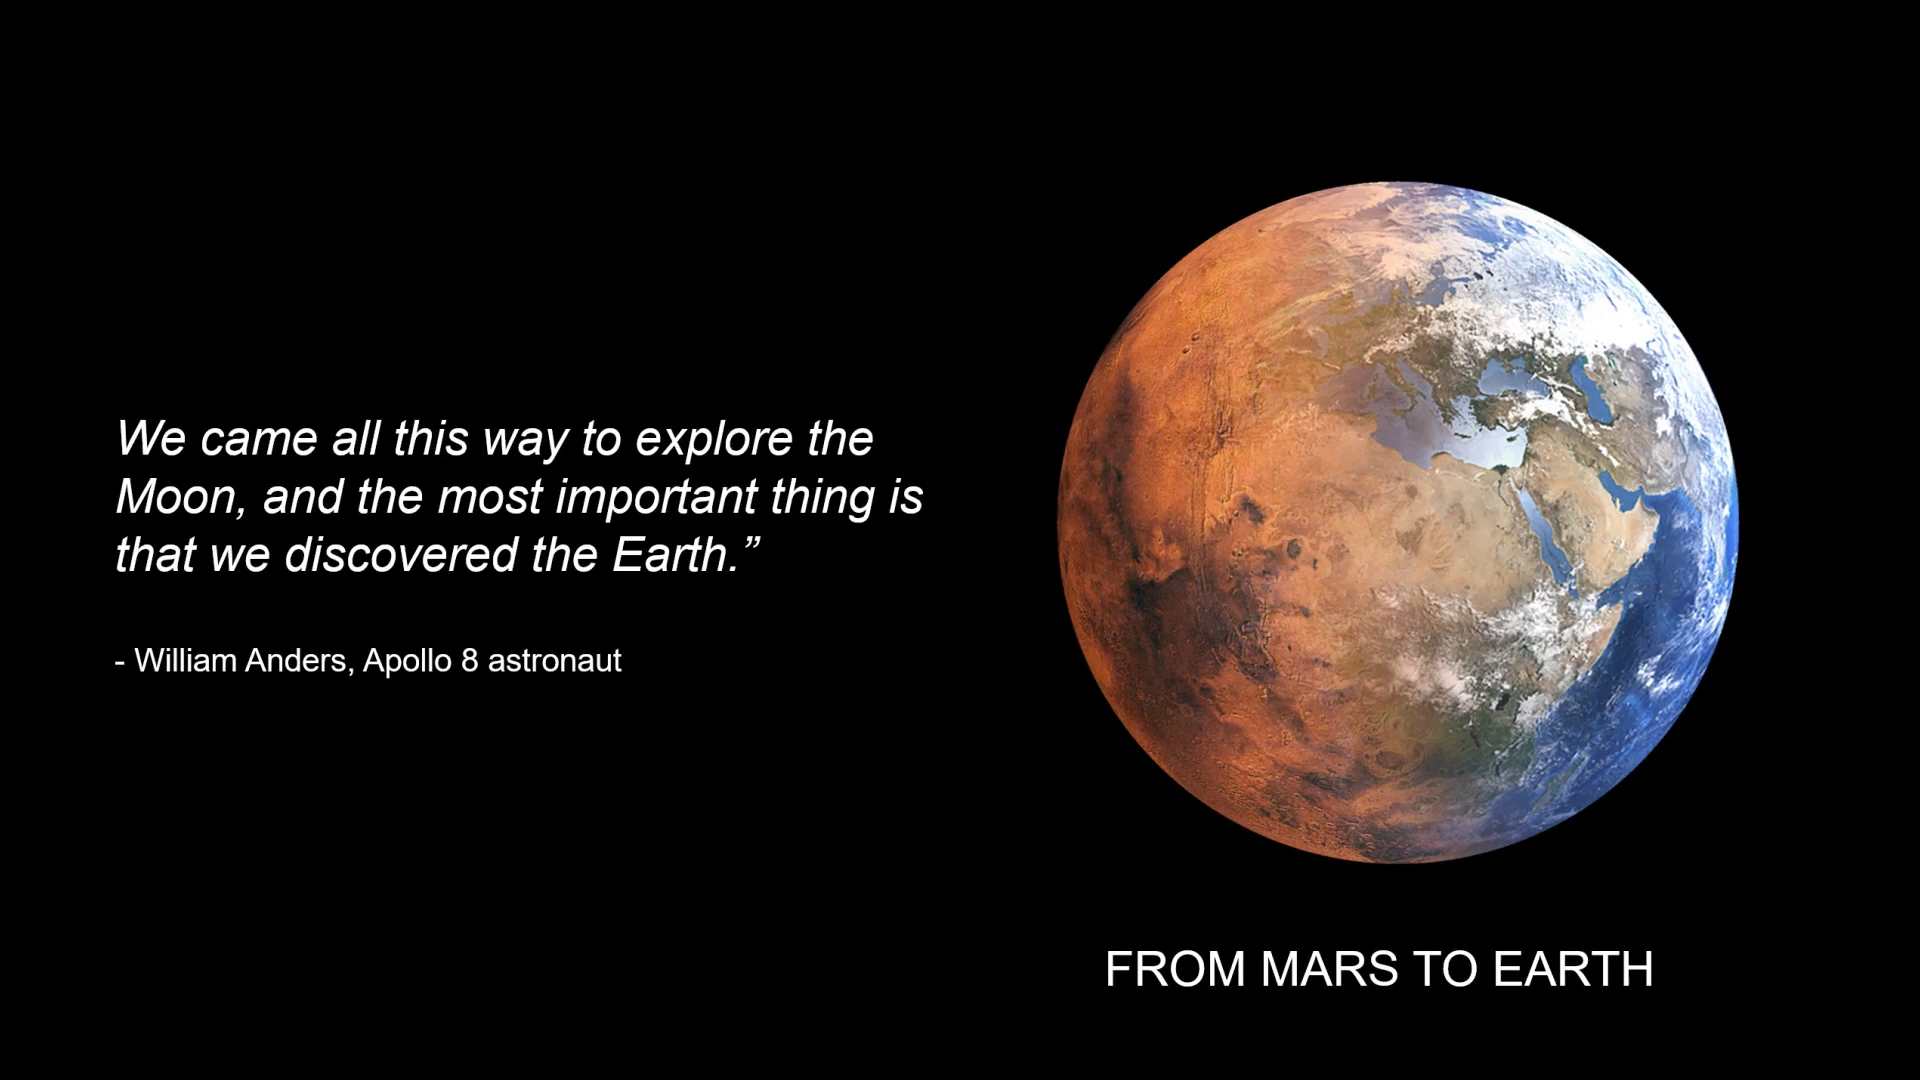 We came all this way to explore the
Moon, and the most important thing is
that we discovered the Earth.”
- William Anders, Apollo 8 astronaut
FROM MARS TO EARTH